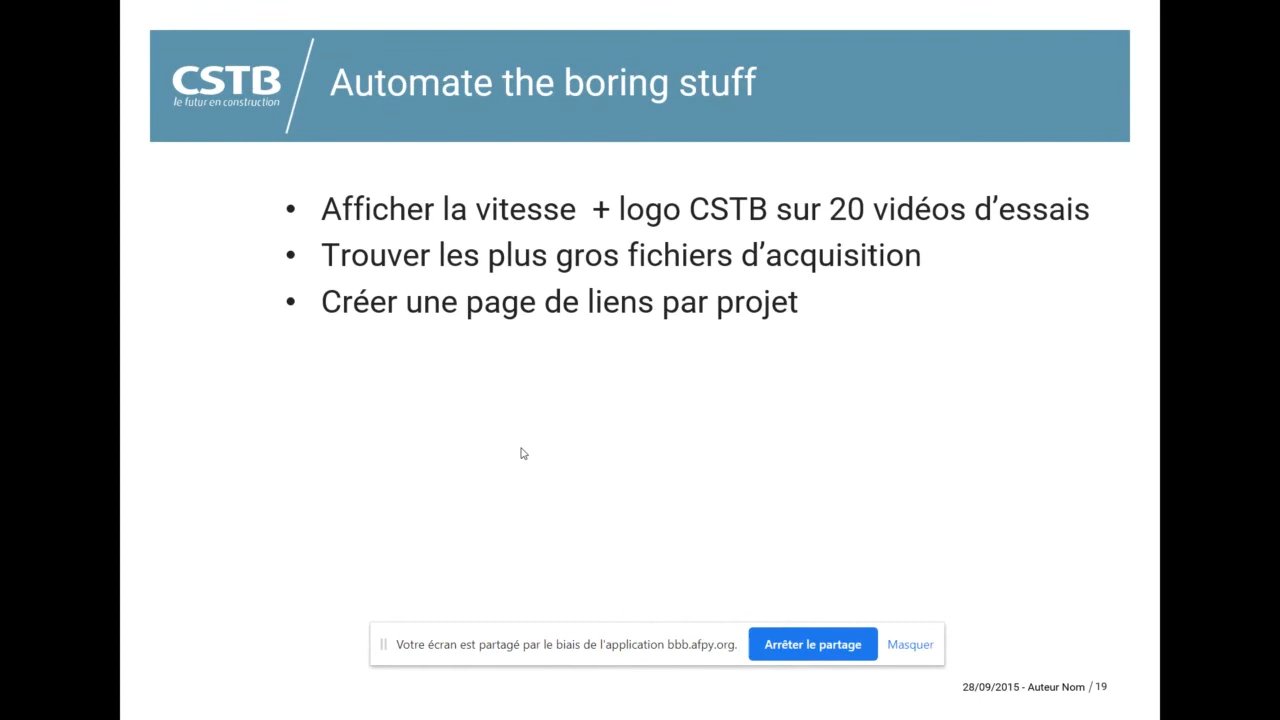 CSTB
le futur en construction
Automate the boring stuff
• Afficher la vitesse + logo CSTB sur 20 vidéos d’essais
• Trouver les plus gros fichiers d’acquisition
• Créer une page de liens par projet
Votre écran est partagé par le biais de l'application bbb.afpy.org. Arrêter le partage Masquer
28/09/2015 - Auteur Nom / 19